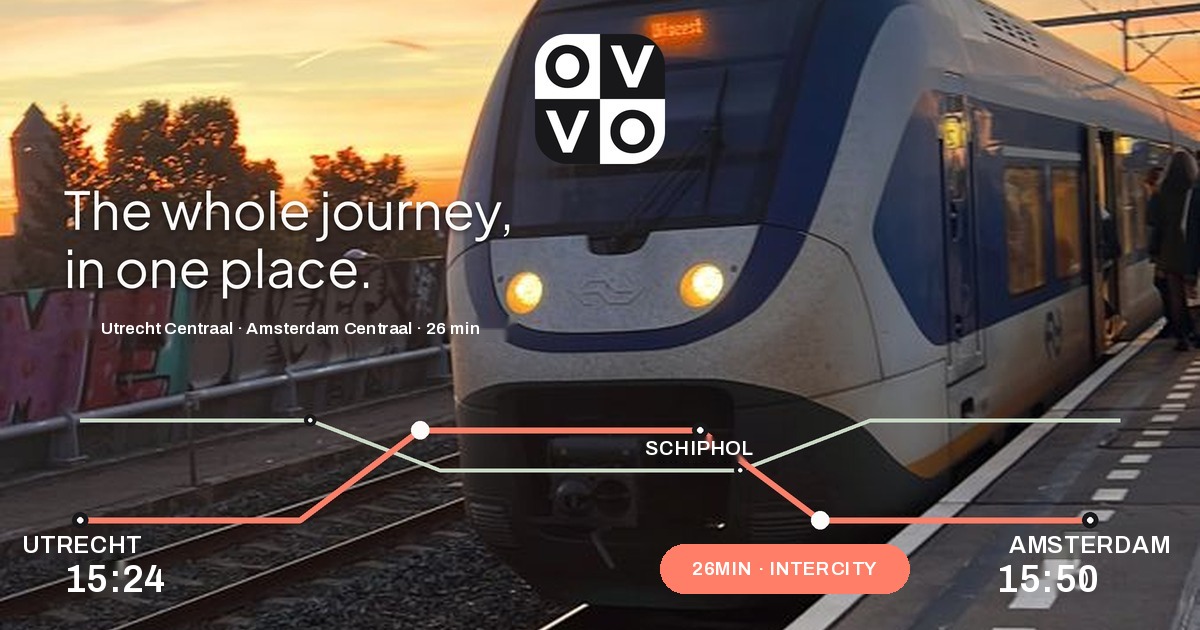 OV
VO
The whole journey,
in one place.
Utrecht Centraal · Amsterdam Centraal · 26 min
SCHIPHOL
UTRECHT
15:24
26MIN · INTERCITY
AMSTERDAM
15:50